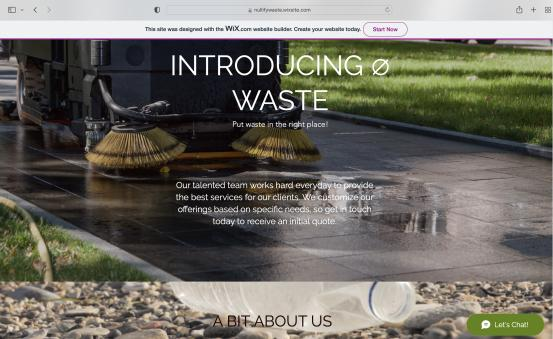 nullifywaste.wixsite.com
This site was designed with the WiX.com website builder. Create your website today. Start Now
INTRODUCING ∅
WASTE
Put waste in the right place!
Our talented team works hard everyday to provide
the best services for our clients. We customize our
offerings based on specific needs, so get in touch
today to receive an initial quote.
A BIT ABOUT US
Let's Chat!